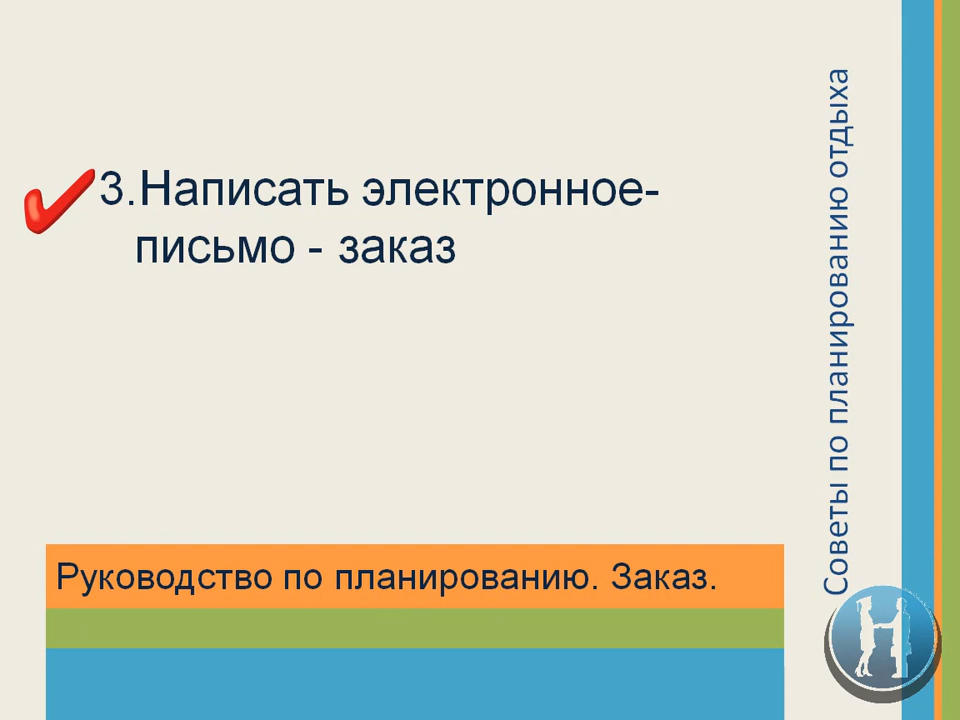 3.Написать электронное-
письмо - заказ
Руководство по планированию. Заказ.
Советы по планированию отдыха